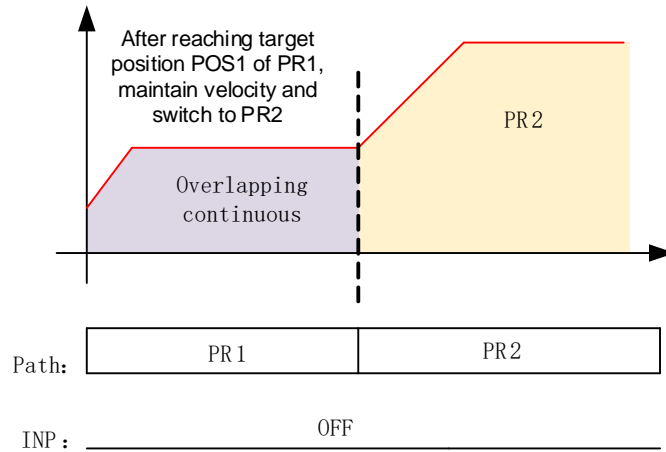 After reaching target
position POS1 of PR1,
maintain velocity and
switch to PR2
PR2
Overlapping
continuous
Path: PR1 PR2
INP: OFF